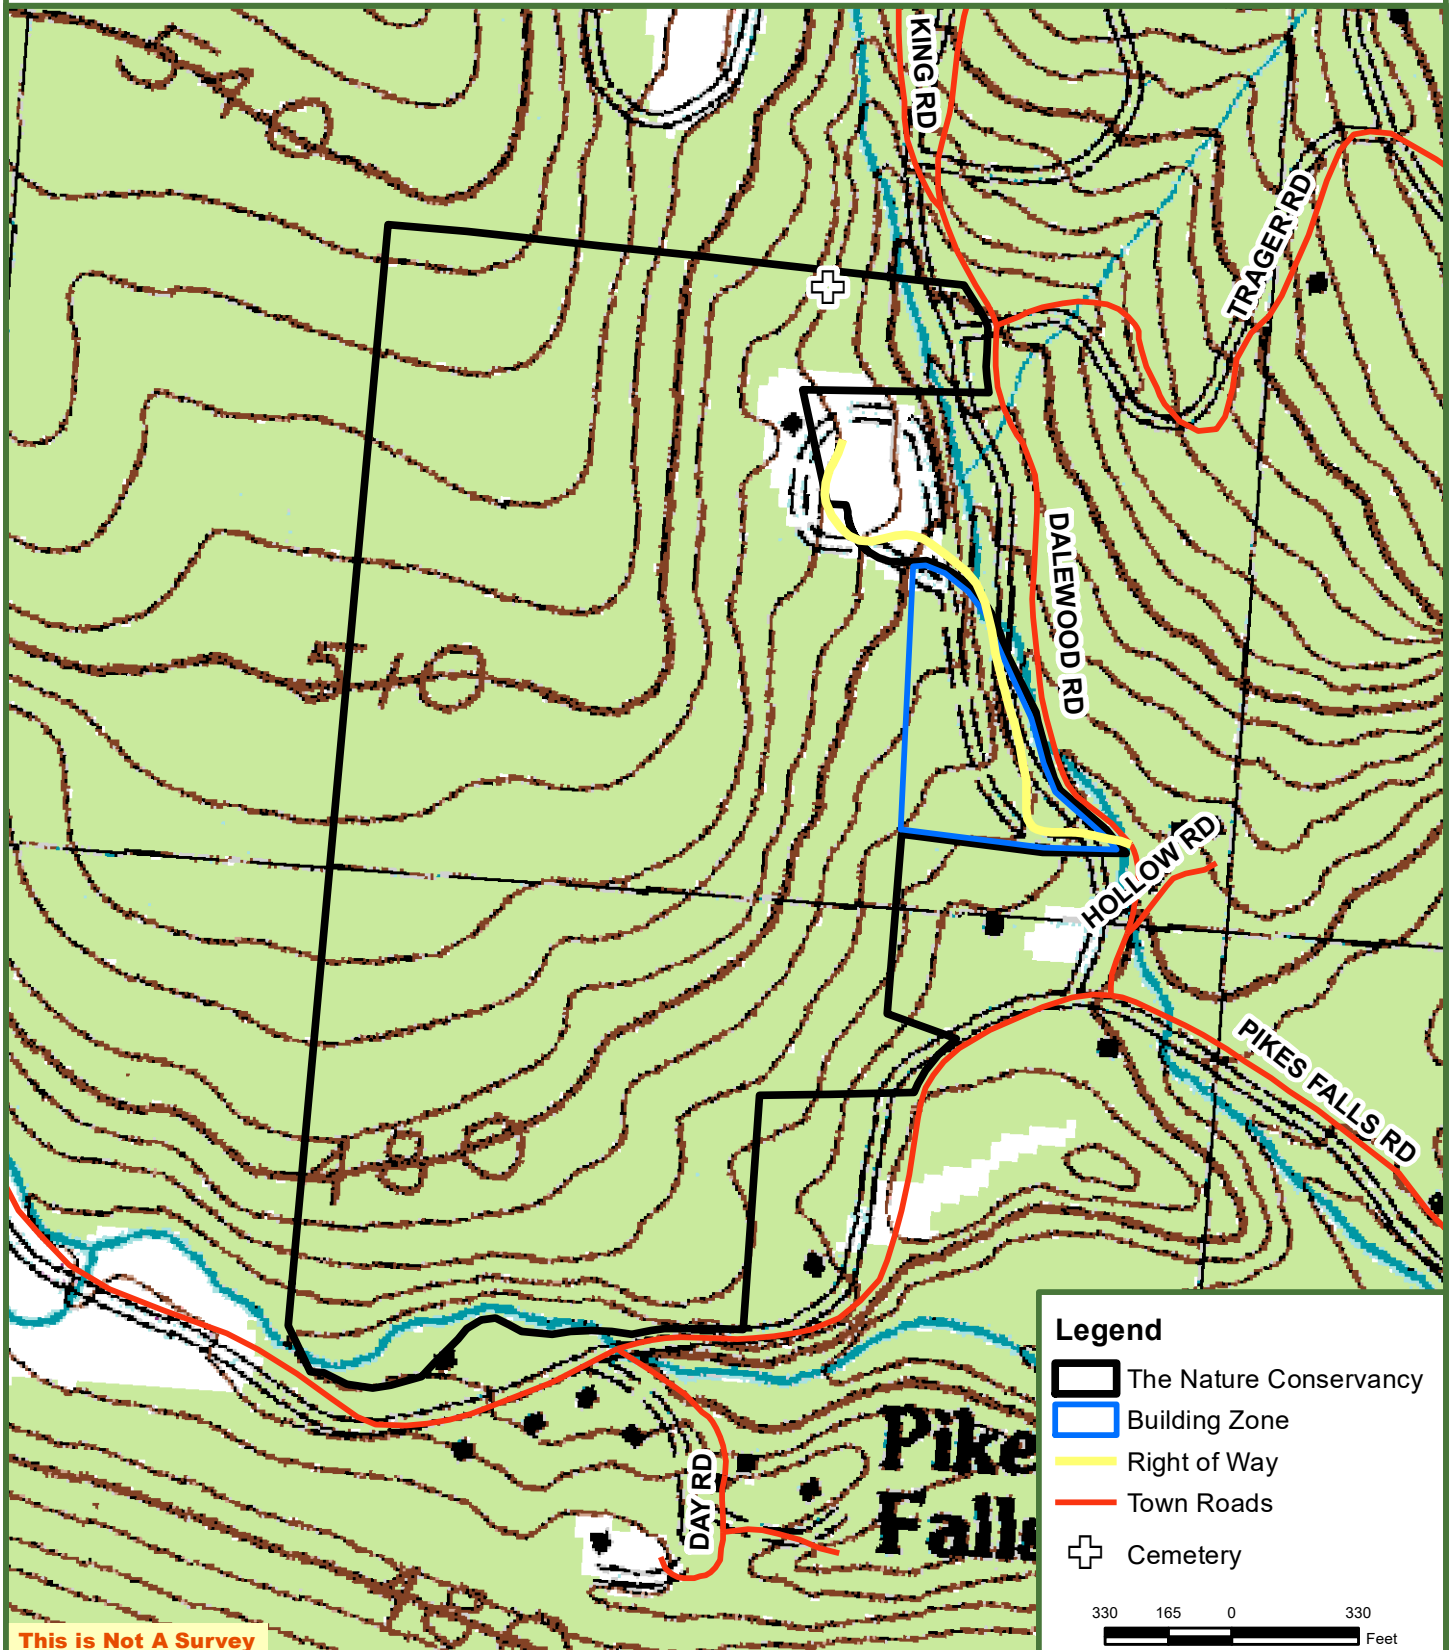 540
KING RD
TRAGER RD
DALEWOOD RD
510
HOLLOW RD
PIKES FALLS RD
480
Legend
The Nature Conservancy
Building Zone
Right of Way
Town Roads
Cemetery
330 165 0 330
Feet
Pike
Falls
DAY RD
48
This is Not A Survey